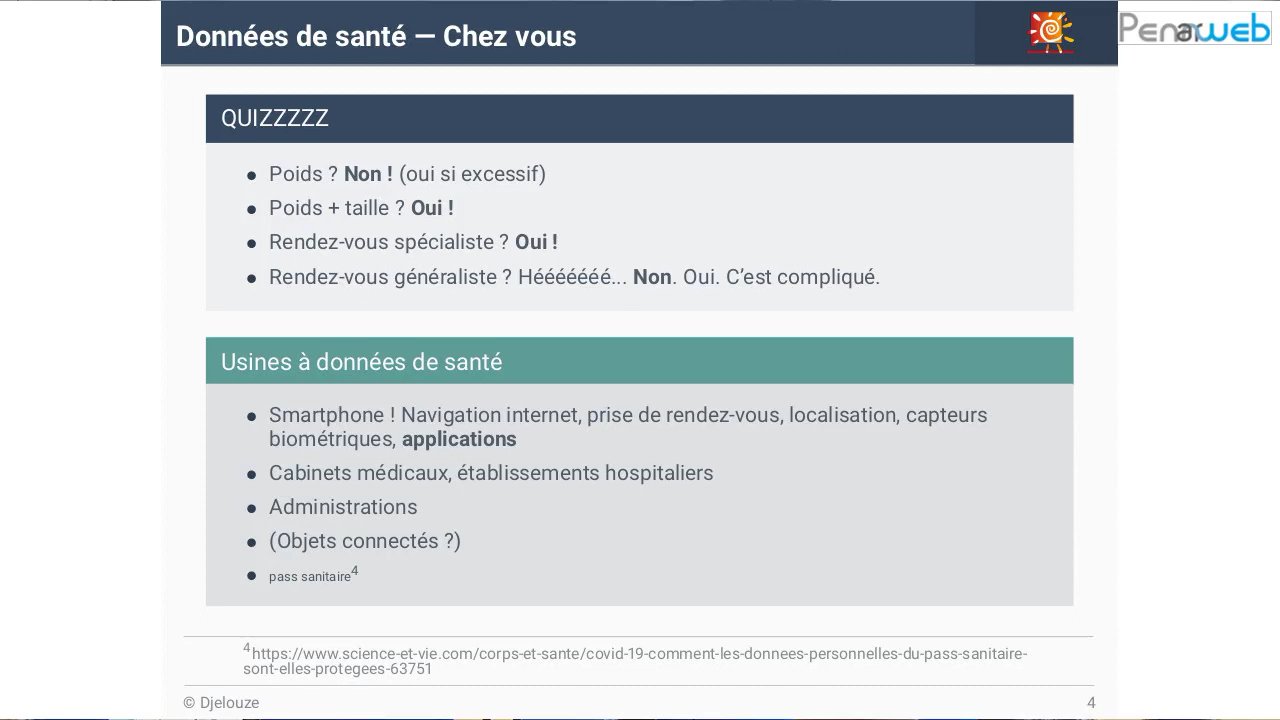 Données de santé — Chez vous
Penarweb
QUIZZZZZ
● Poids ? Non ! (oui si excessif)
● Poids + taille ? Oui !
● Rendez-vous spécialiste ? Oui !
● Rendez-vous généraliste ? Hééééééé... Non. Oui. C’est compliqué.
Usines à données de santé
● Smartphone ! Navigation internet, prise de rendez-vous, localisation, capteurs
biométriques, applications
● Cabinets médicaux, établissements hospitaliers
● Administrations
● (Objets connectés ?)
● pass sanitaire⁴
⁴https://www.science-et-vie.com/corps-et-sante/covid-19-comment-les-donnees-personnelles-du-pass-sanitaire-
sont-elles-protegees-63751
© Djelouze
4